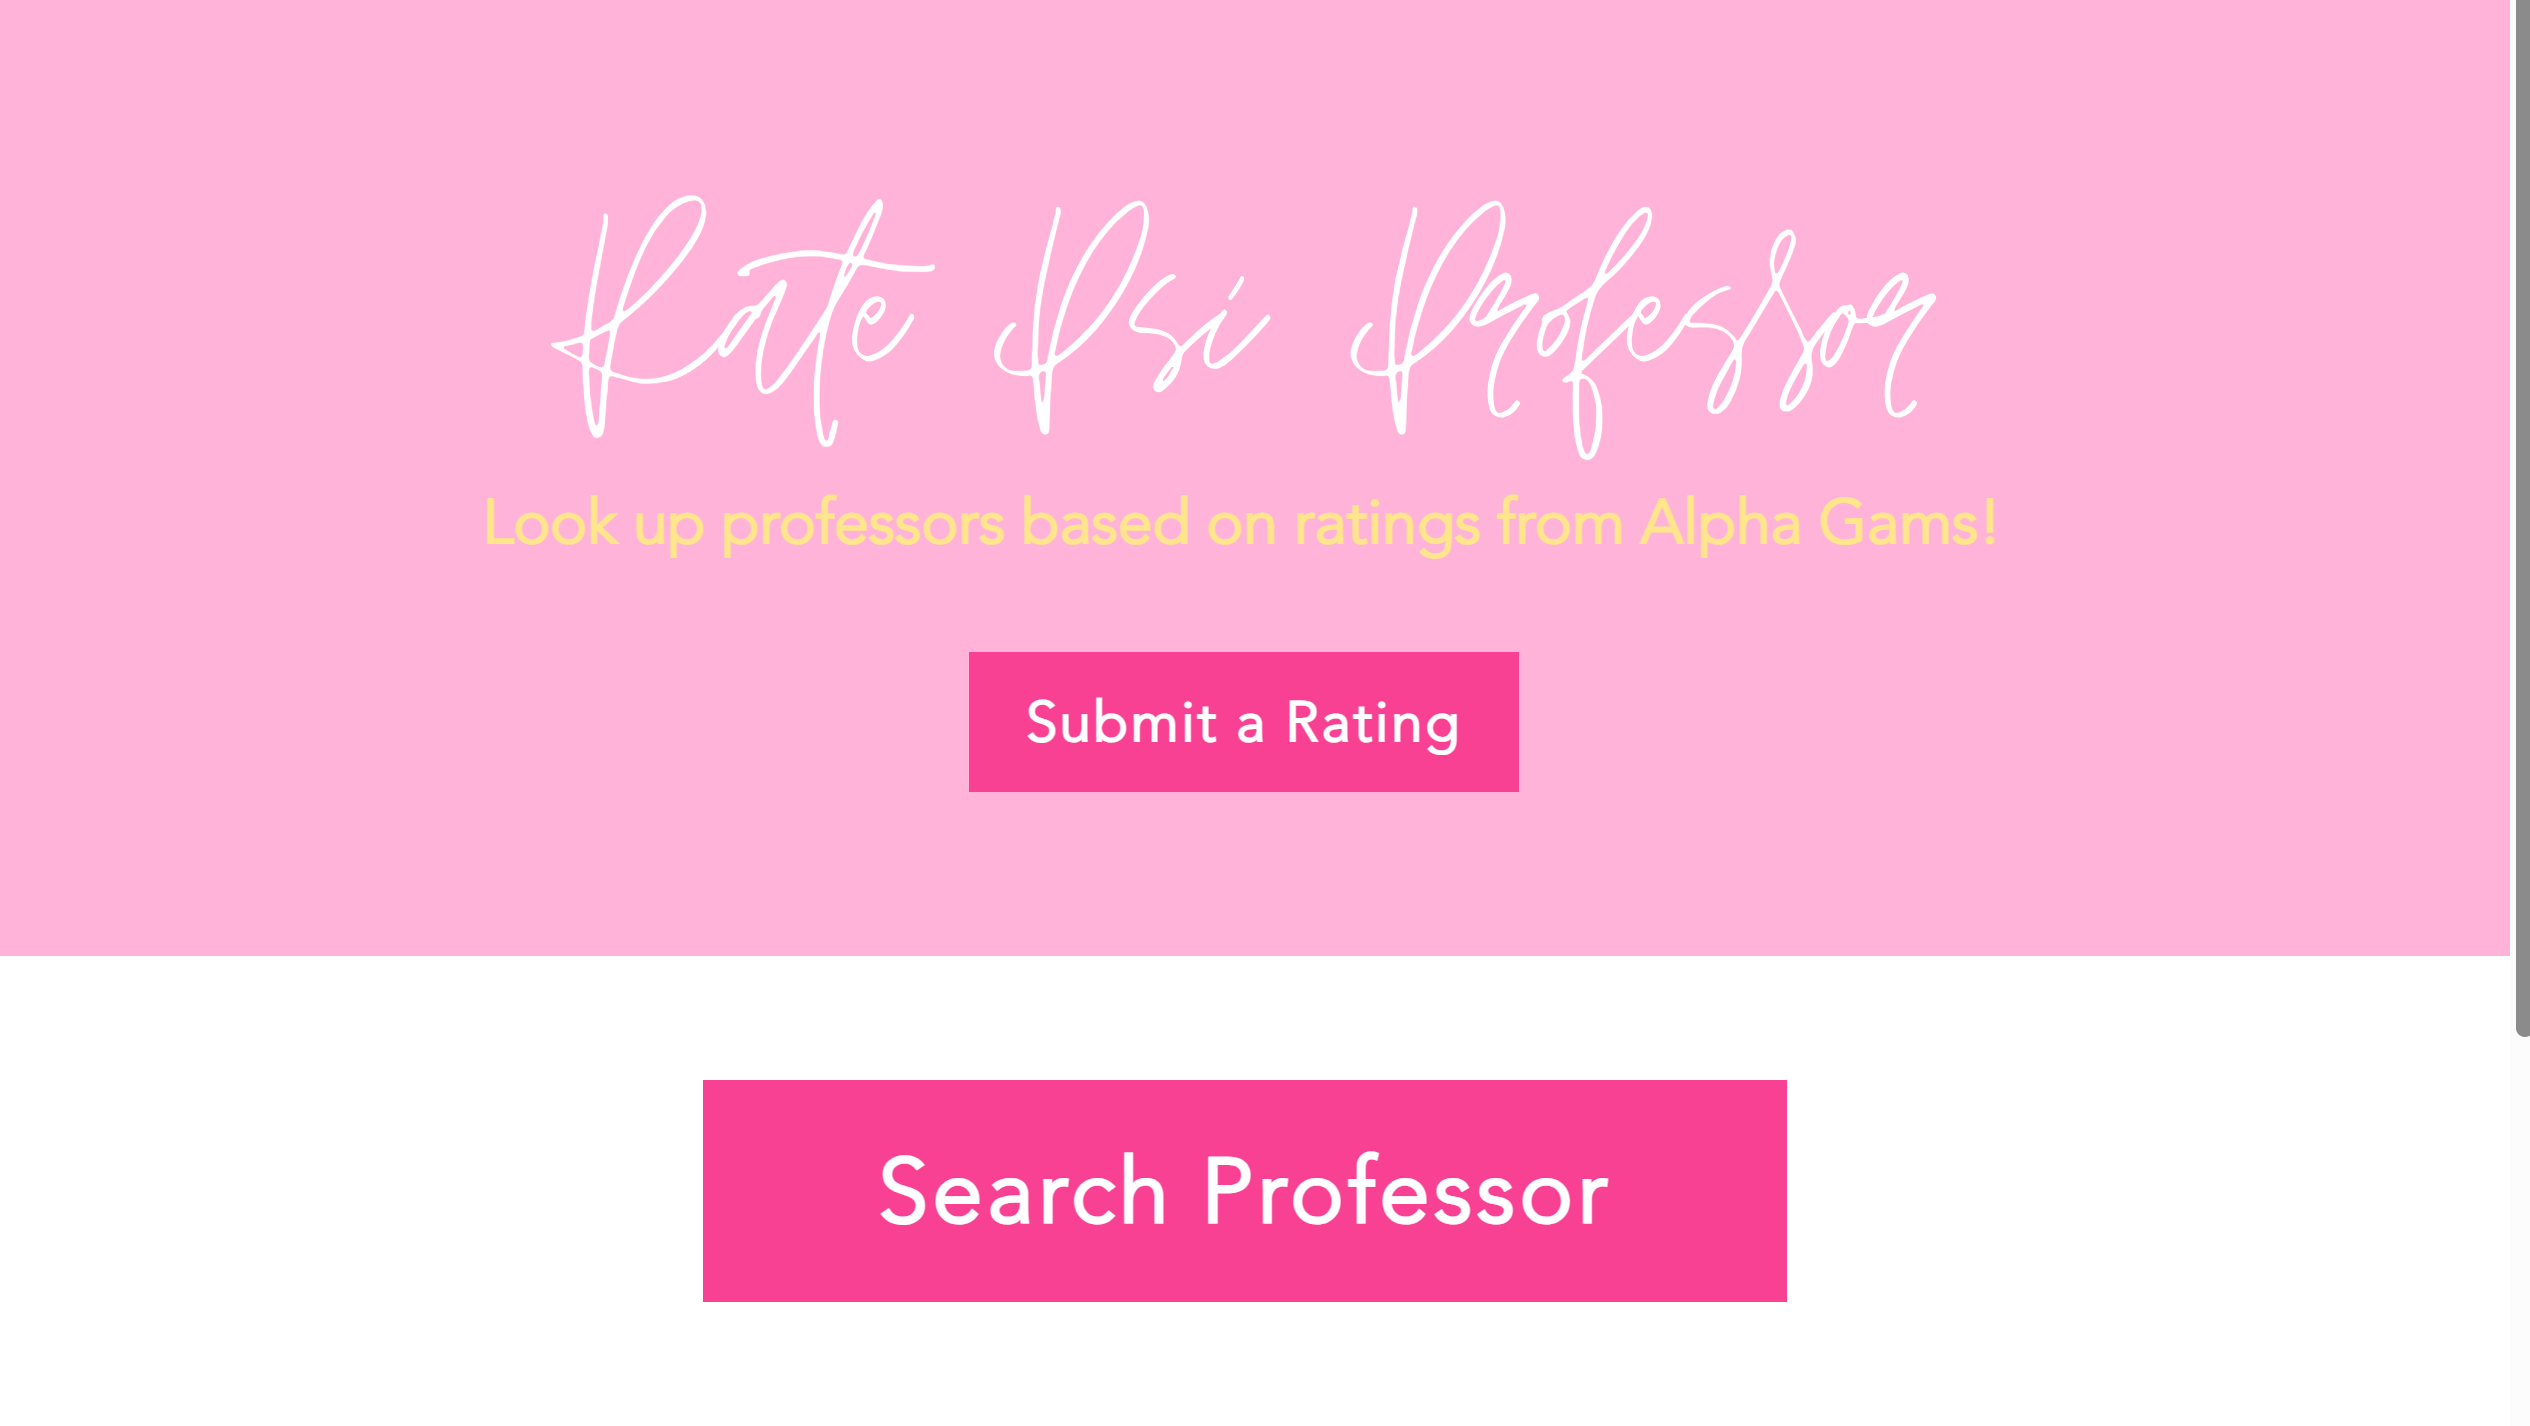 Rate Psi Professor
Look up professors based on ratings from Alpha Gams!
Submit a Rating
Search Professor